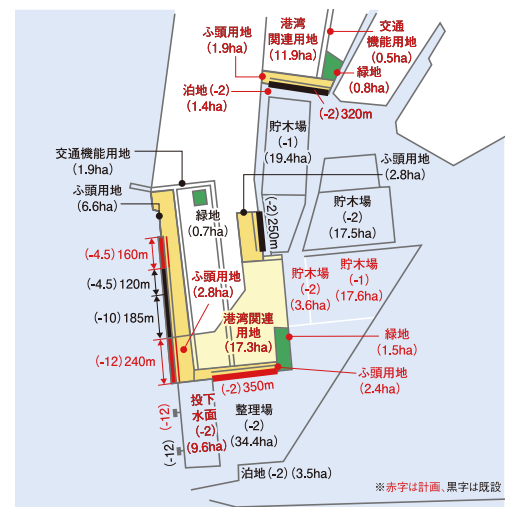 ふ頭用地
(1.9ha)
港湾
関連用地
(11.9ha)
交通
機能用地
(0.5ha)
緑地
(0.8ha)
泊地(-2)
(1.4ha)
(-2)320m
貯木場
(-1)
(19.4ha)
交通機能用地
(1.9ha)
ふ頭用地
(2.8ha)
ふ頭用地
(6.6ha)
緑地
(0.7ha)
(-2)250m
貯木場
(-2)
(17.5ha)
(-4.5)160m
(-4.5)120m
(-10)185m
(-12)240m
ふ頭用地
(2.8ha)
貯木場
(-2)
(3.6ha)
貯木場
(-1)
(17.6ha)
港湾関連
用地
(17.3ha)
緑地
(1.5ha)
ふ頭用地
(2.4ha)
(-2)350m
投下
水面
(-2)
(9.6ha)
整理場
(-2)
(34.4ha)
(-12)
(-12)
泊地(-2)(3.5ha)
※赤字は計画、黒字は既設